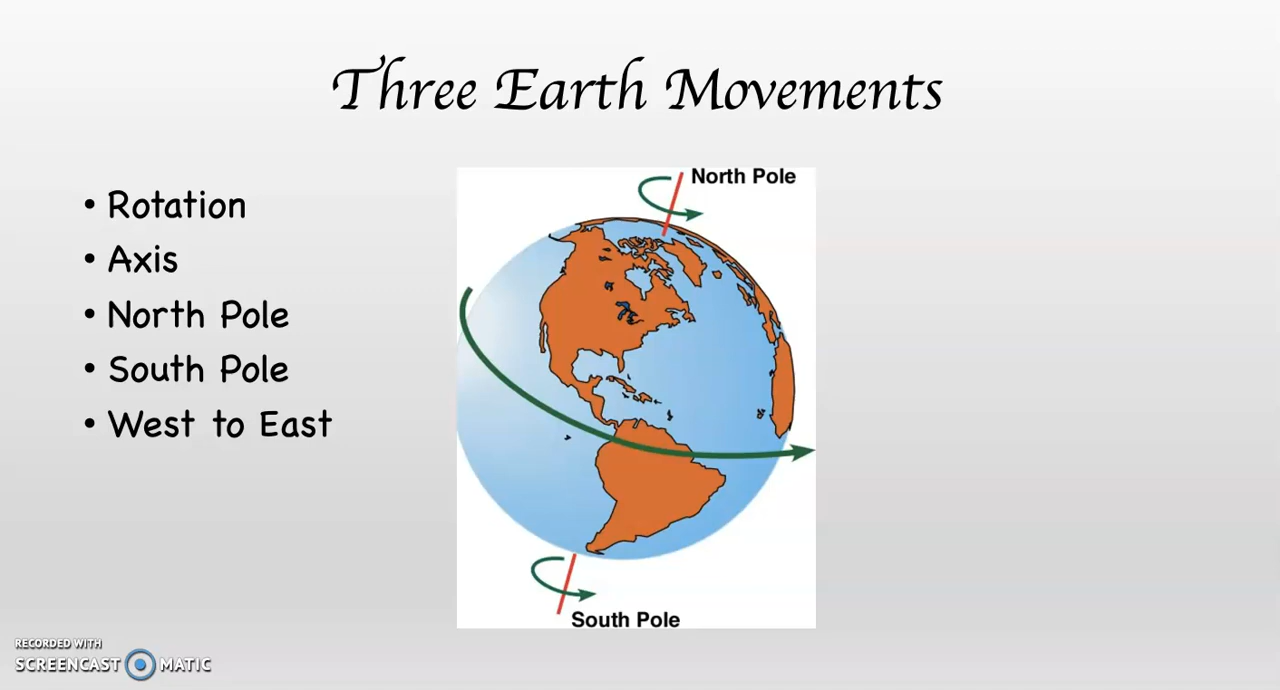 Three Earth Movements
• Rotation
• Axis
• North Pole
• South Pole
• West to East
North Pole
South Pole
RECORDED WITH
SCREENCAST MATIC